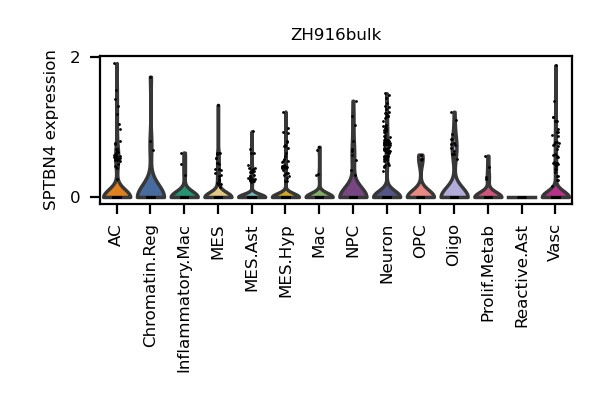 ZH916bulk
SPTBN4 expression
2
0
AC
Chromatin.Reg
Inflammatory.Mac
MES
MES.Ast
MES.Hyp
Mac
NPC
Neuron
OPC
Oligo
Prolif.Metab
Reactive.Ast
Vasc